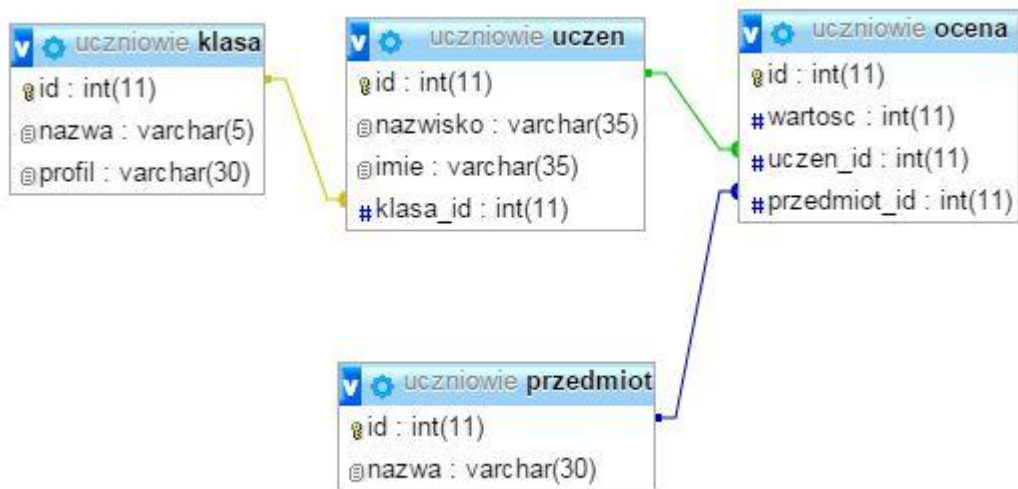 uczniowie klasa
id : int(11)
nazwa : varchar(5)
profil : varchar(30)
uczniowie uczen
id : int(11)
nazwisko : varchar(35)
imie : varchar(35)
klasa_id : int(11)
uczniowie ocena
id : int(11)
wartosc : int(11)
uczen_id : int(11)
przedmiot_id : int(11)
uczniowie przedmiot
id : int(11)
nazwa : varchar(30)